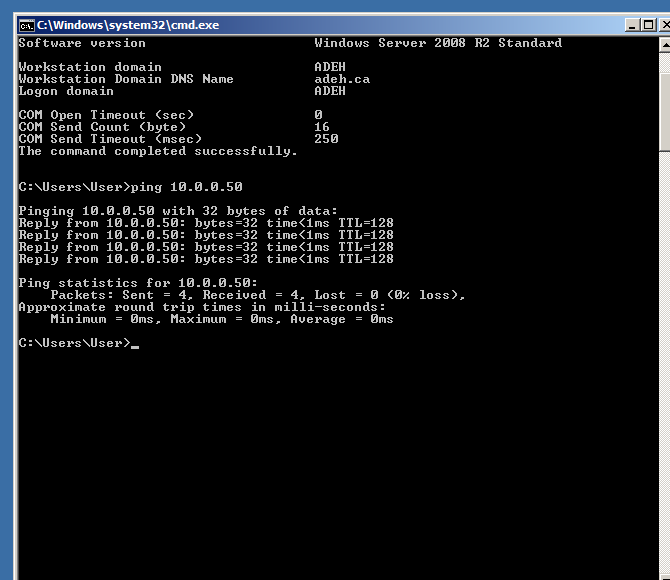 C:\Windows\system32\cmd.exe
Software version                     Windows Server 2008 R2 Standard
Workstation domain                   ADEH
Workstation Domain DNS Name          adeh.ca
Logon domain                         ADEH
COM Open Timeout (sec)               0
COM Send Count (byte)                16
COM Send Timeout (msec)              250
The command completed successfully.
C:\Users\User>ping 10.0.0.50
Pinging 10.0.0.50 with 32 bytes of data:
Reply from 10.0.0.50: bytes=32 time<1ms TTL=128
Reply from 10.0.0.50: bytes=32 time<1ms TTL=128
Reply from 10.0.0.50: bytes=32 time<1ms TTL=128
Reply from 10.0.0.50: bytes=32 time<1ms TTL=128
Ping statistics for 10.0.0.50:
    Packets: Sent = 4, Received = 4, Lost = 0 (0% loss),
Approximate round trip times in milli-seconds:
    Minimum = 0ms, Maximum = 0ms, Average = 0ms
C:\Users\User>_